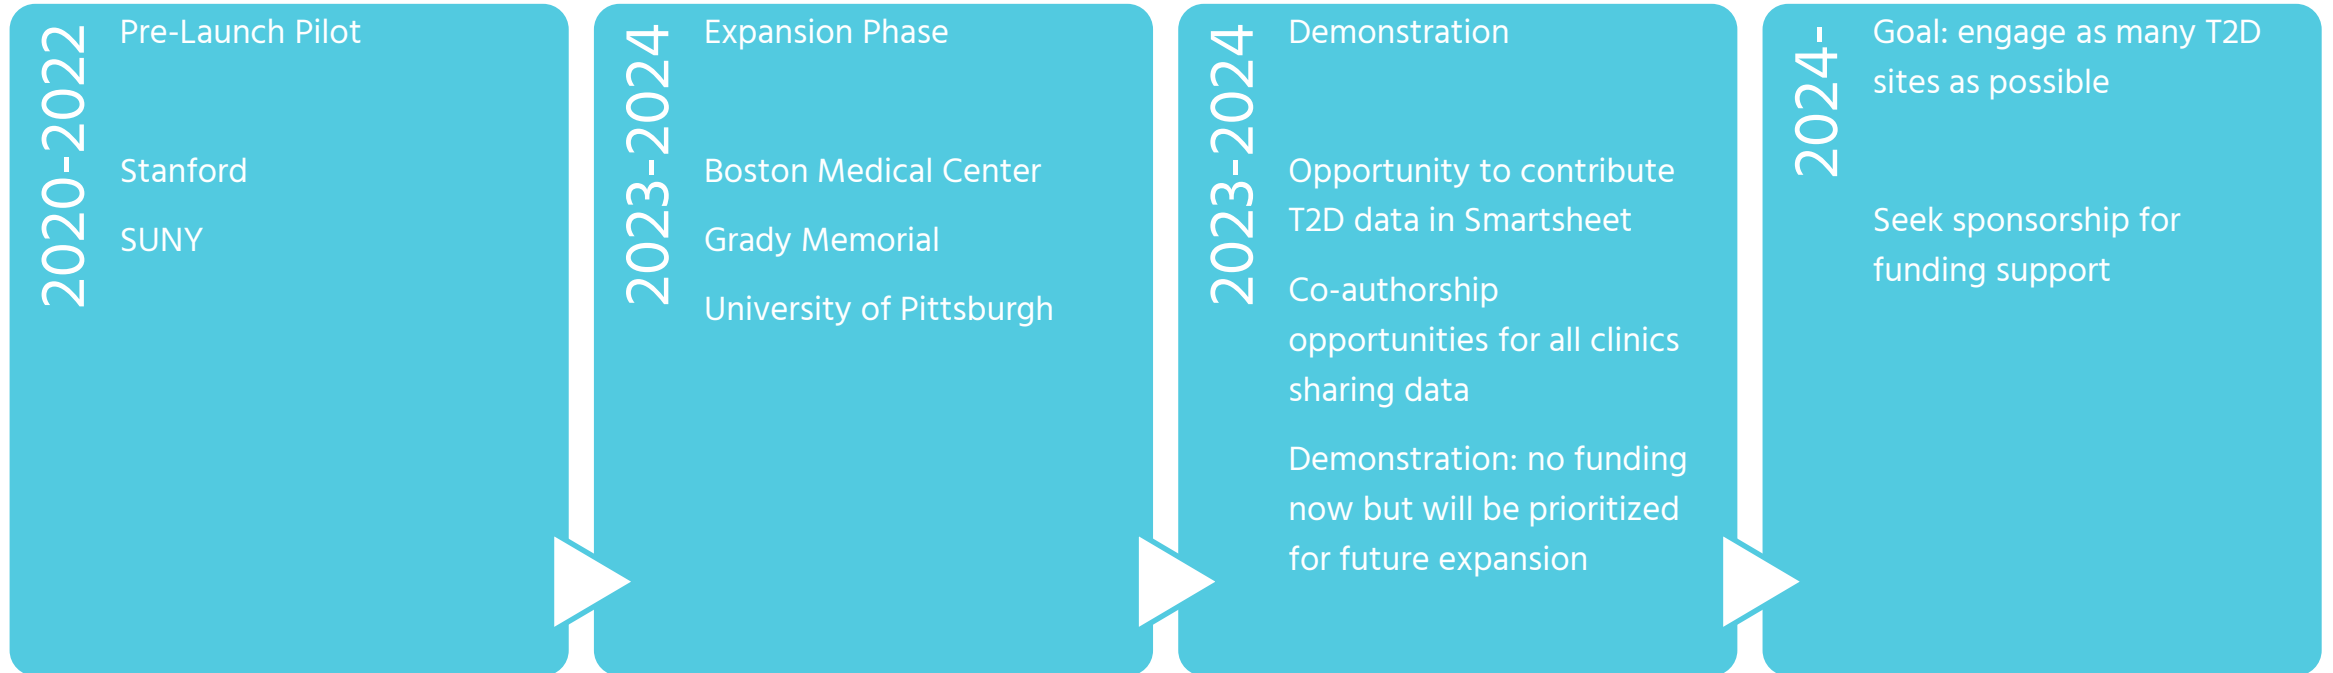 2020-2022
Pre-Launch Pilot
Stanford
SUNY
2023-2024
Expansion Phase
Boston Medical Center
Grady Memorial
University of Pittsburgh
2023-2024
Demonstration
Opportunity to contribute
T2D data in Smartsheet
Co-authorship
opportunities for all clinics
sharing data
Demonstration: no funding
now but will be prioritized
for future expansion
2024-
Goal: engage as many T2D
sites as possible
Seek sponsorship for
funding support